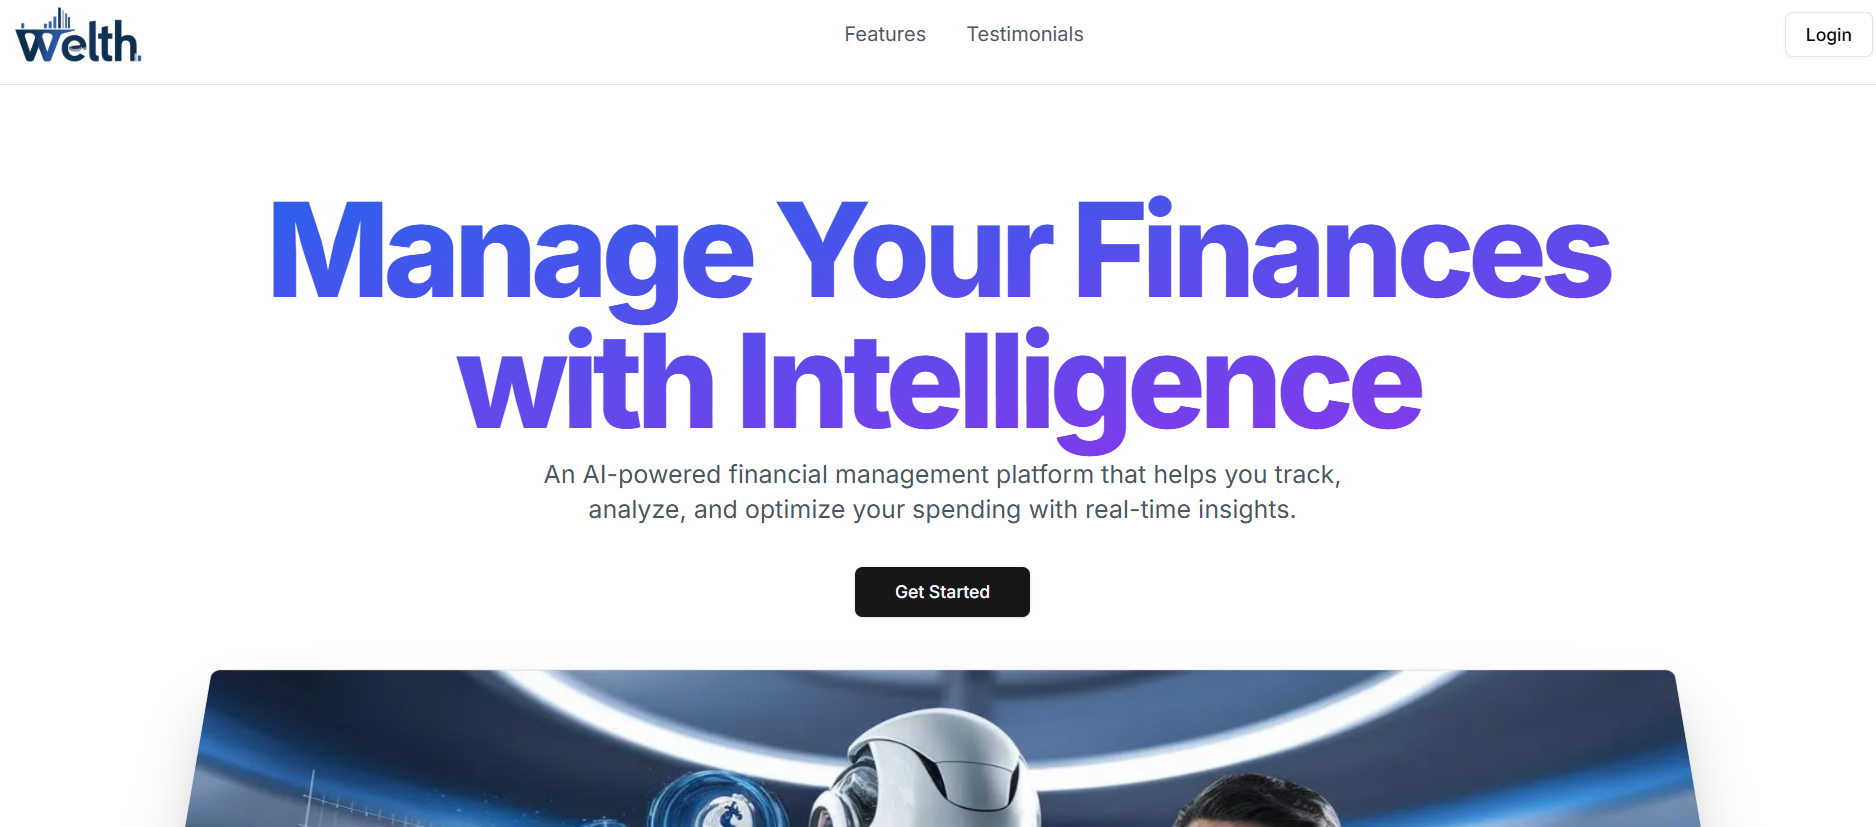 Welth
Features
Testimonials
Login
Manage Your Finances
with Intelligence
An AI-powered financial management platform that helps you track,
analyze, and optimize your spending with real-time insights.
Get Started